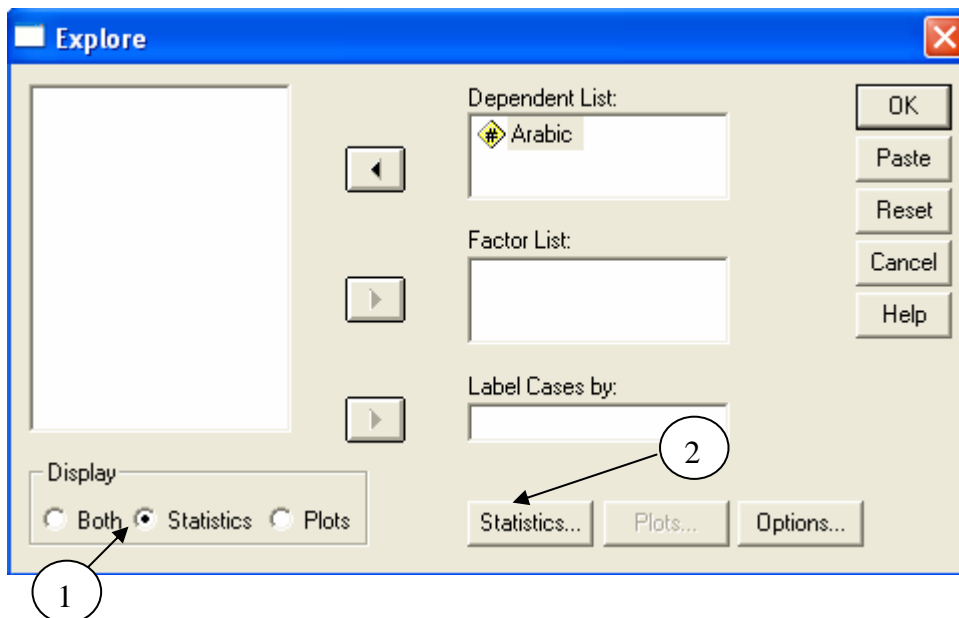 Explore
Dependent List:
Arabic
Factor List:
Label Cases by:
OK
Paste
Reset
Cancel
Help
Display
Both Statistics Plots
Statistics... Plots... Options...
1
2